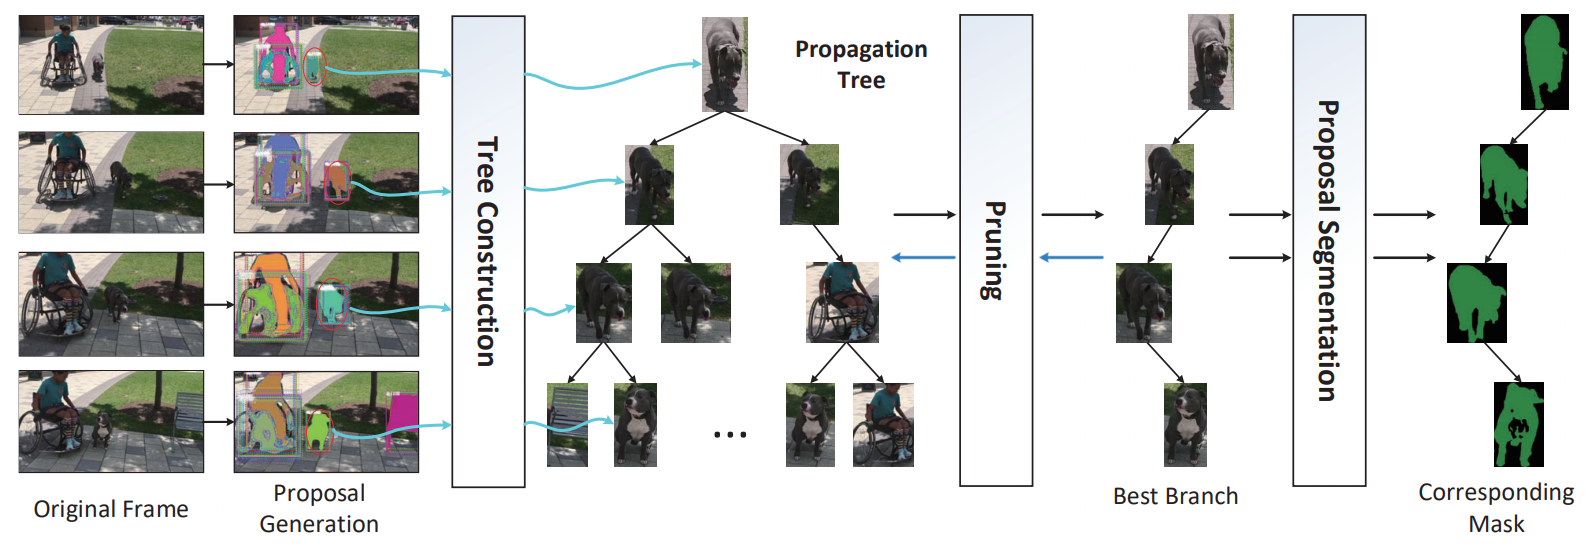 Propagation
Tree
Tree Construction
Pruning
Proposal Segmentation
Original Frame
Proposal
Generation
Best Branch
Corresponding
Mask